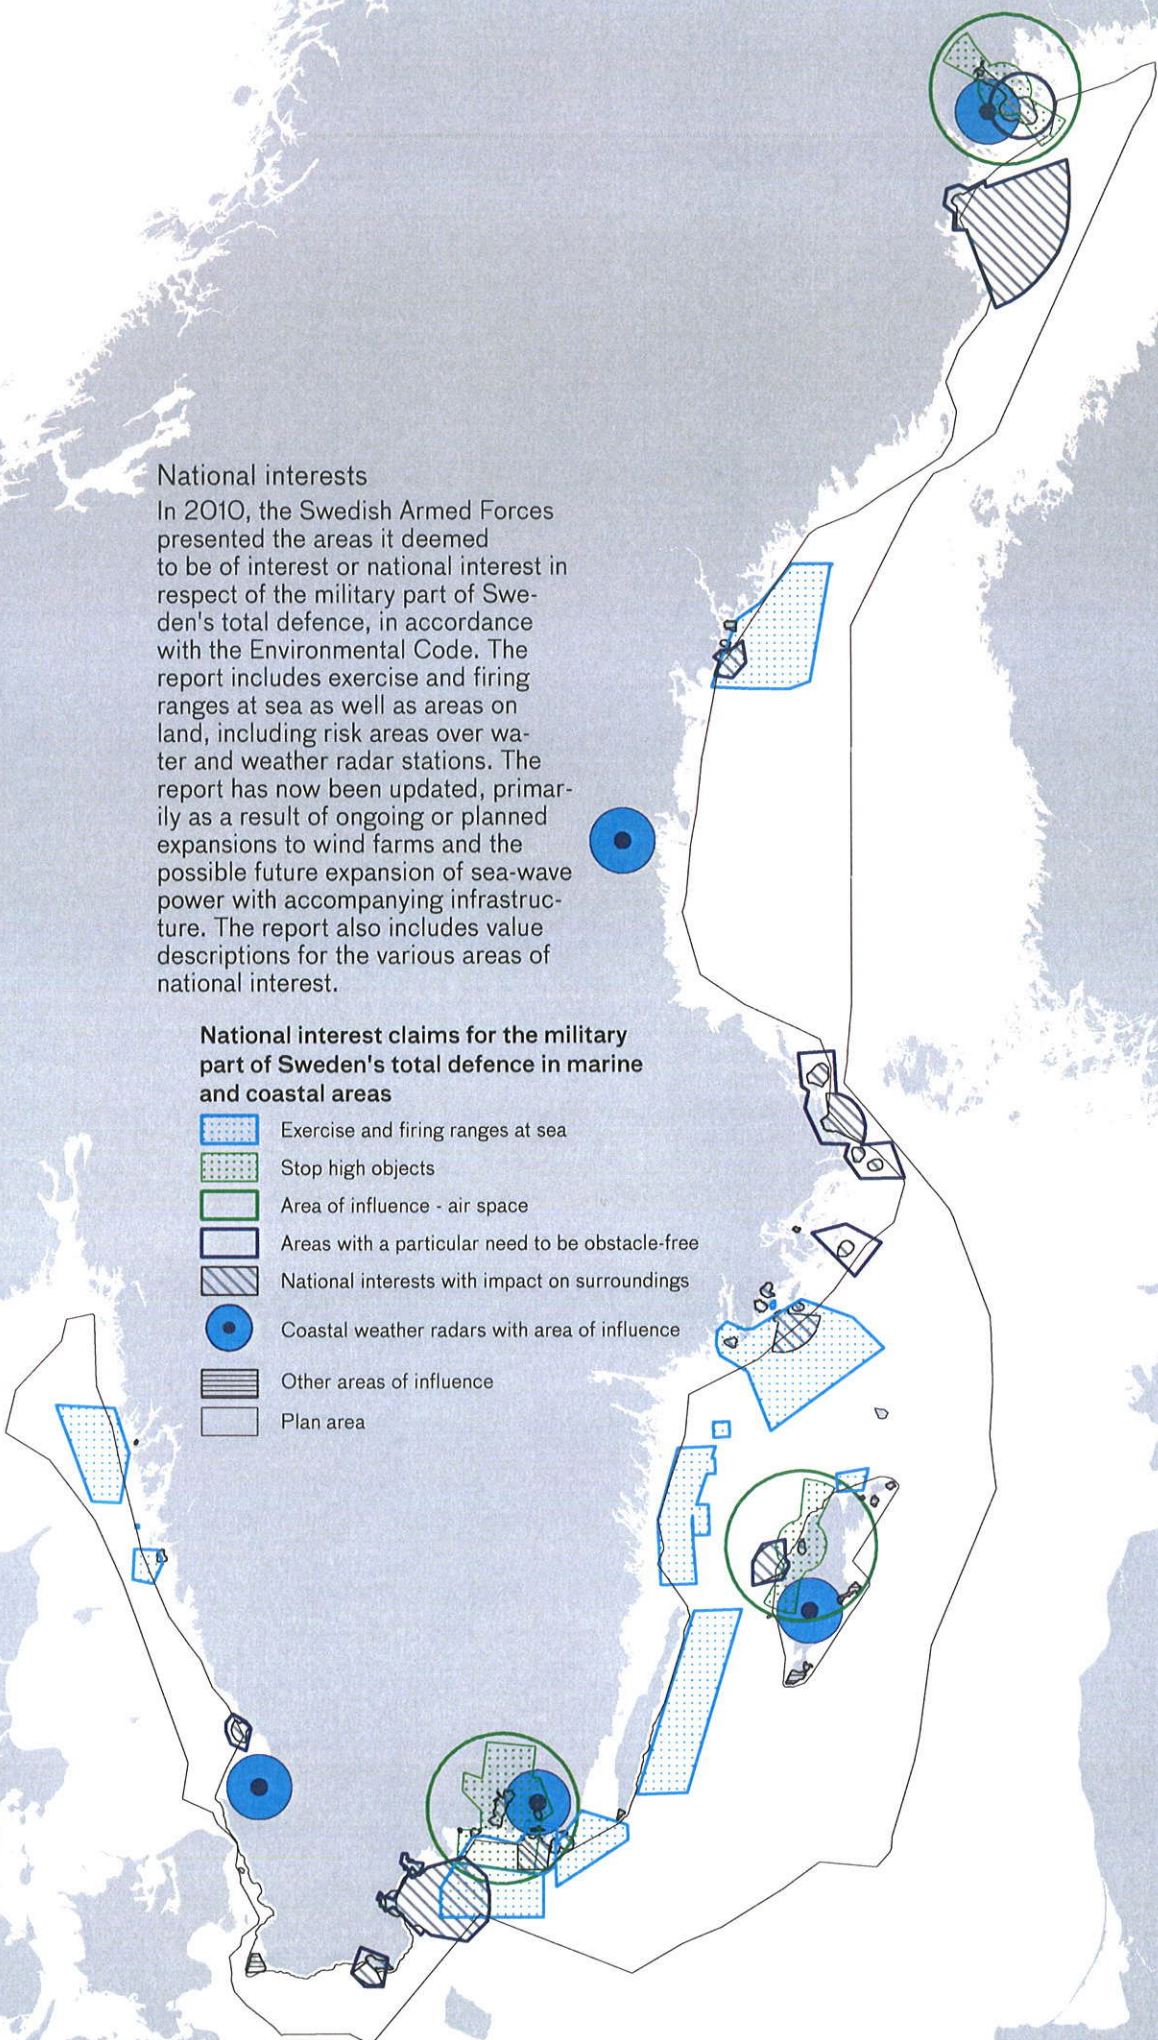 National interests
In 2010, the Swedish Armed Forces
presented the areas it deemed
to be of interest or national interest in
respect of the military part of Swe-
den's total defence, in accordance
with the Environmental Code. The
report includes exercise and firing
ranges at sea as well as areas on
land, including risk areas over wa-
ter and weather radar stations. The
report has now been updated, primar-
ily as a result of ongoing or planned
expansions to wind farms and the
possible future expansion of sea-wave
power with accompanying infrastruc-
ture. The report also includes value
descriptions for the various areas of
national interest.
National interest claims for the military
part of Sweden's total defence in marine
and coastal areas
Exercise and firing ranges at sea
Stop high objects
Area of influence - air space
Areas with a particular need to be obstacle-free
National interests with impact on surroundings
Coastal weather radars with area of influence
Other areas of influence
Plan area